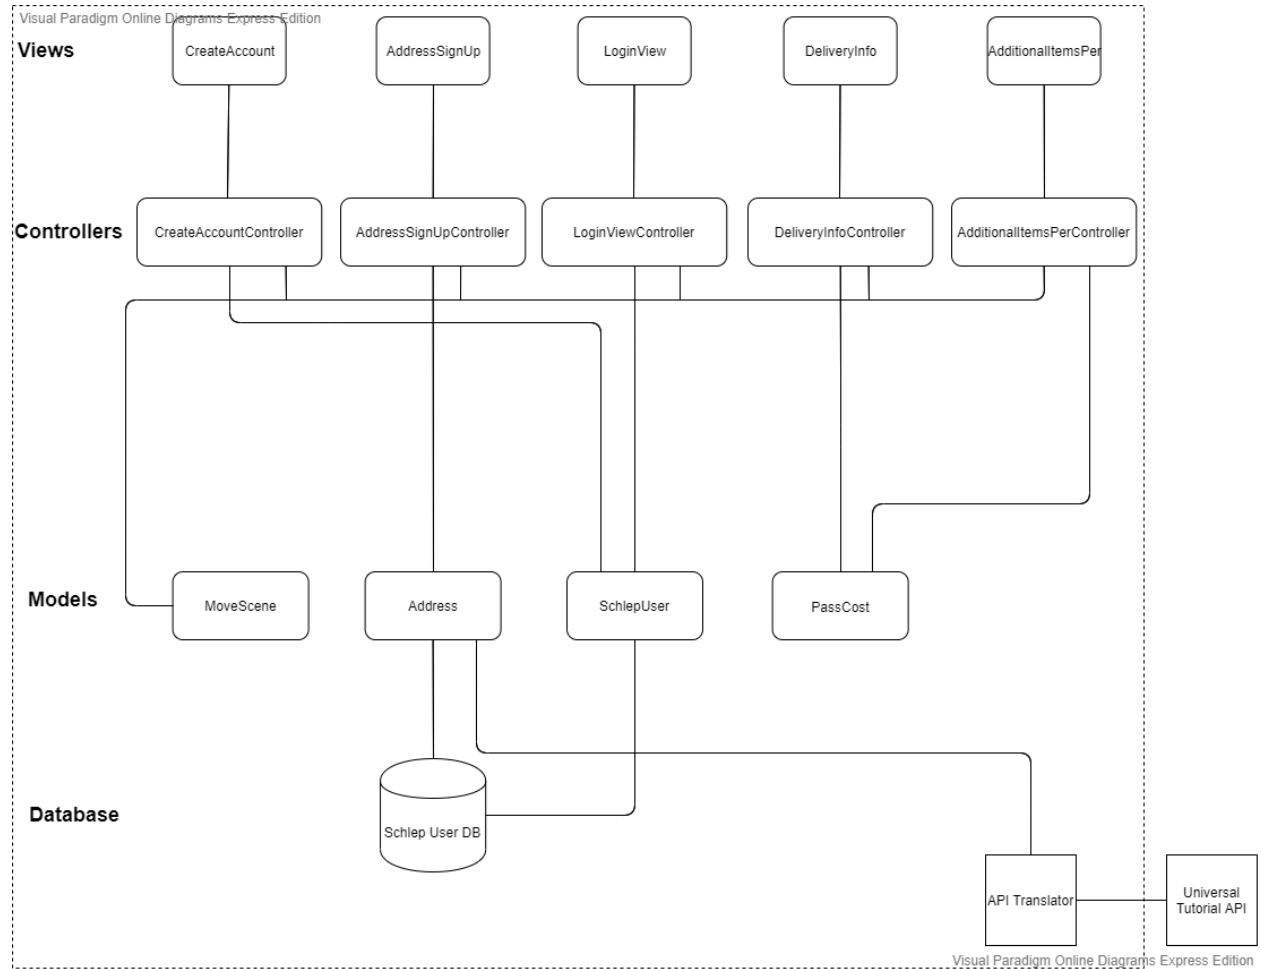 Visual Paradigm Online Diagrams Express Edition
Views
CreateAccount
AddressSignUp
LoginView
DeliveryInfo
AdditionalItemsPer
Controllers
CreateAccountController
AddressSignUpController
LoginViewController
DeliveryInfoController
AdditionalItemsPerController
Models
MoveScene
Address
SchlepUser
PassCost
Database
Schlep User DB
API Translator
Universal
Tutorial API
Visual Paradigm Online Diagrams Express Edition